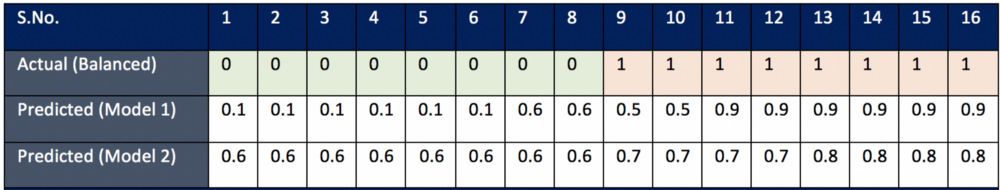 S.No. 1 2 3 4 5 6 7 8 9 10 11 12 13 14 15 16
Actual (Balanced) 0 0 0 0 0 0 0 0 1 1 1 1 1 1 1 1
Predicted (Model 1) 0.1 0.1 0.1 0.1 0.1 0.1 0.6 0.6 0.5 0.5 0.9 0.9 0.9 0.9 0.9 0.9
Predicted (Model 2) 0.6 0.6 0.6 0.6 0.6 0.6 0.6 0.6 0.7 0.7 0.7 0.7 0.8 0.8 0.8 0.8